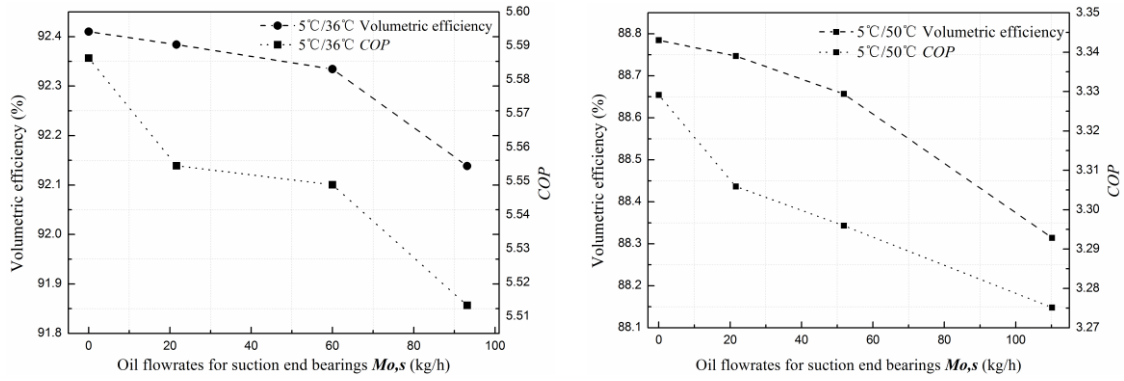 Volumetric efficiency (%)
92.4
92.3
92.2
92.1
92.0
91.9
91.8
5℃/36℃ Volumetric efficiency
5℃/36℃ COP
5.60
5.59
5.58
5.57
5.56
5.55
5.54
5.53
5.52
5.51
COP
0 20 40 60 80 100
Oil flowrates for suction end bearings Mo,s (kg/h)
Volumetric efficiency (%)
88.8
88.7
88.6
88.5
88.4
88.3
88.2
88.1
5℃/50℃ Volumetric efficiency
5℃/50℃ COP
3.35
3.34
3.33
3.32
3.31
3.30
3.29
3.28
3.27
COP
0 20 40 60 80 100
Oil flowrates for suction end bearings Mo,s (kg/h)